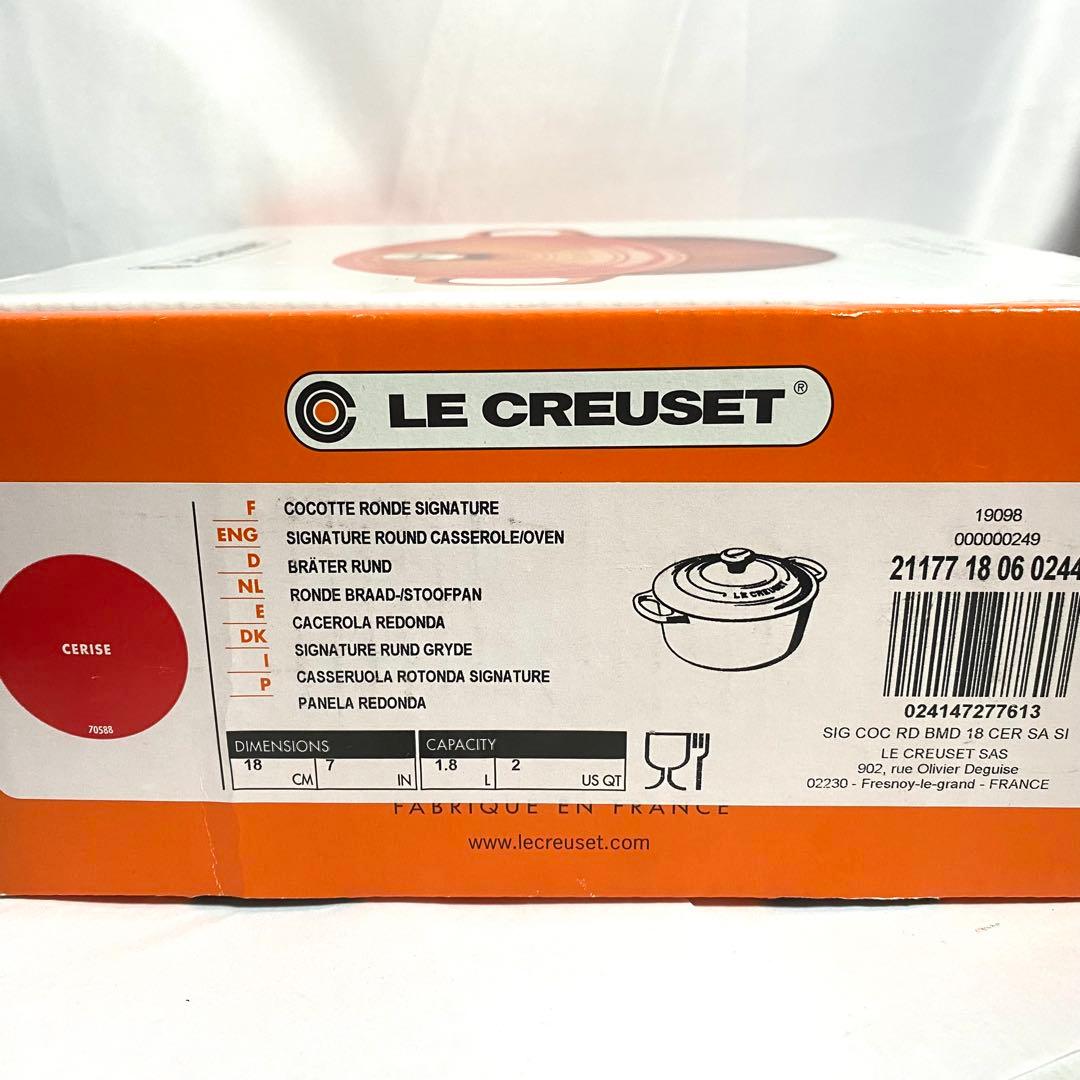 LE CREUSET ®
F COCOTTE RONDE SIGNATURE
ENG SIGNATURE ROUND CASSEROLE/OVEN
D BRÄTER RUND
NL RONDE BRAAD-/STOOFPAN
E CACEROLA REDONDA
DK SIGNATURE RUND GRYDE
I CASSERUOLA ROTONDA SIGNATURE
P PANELA REDONDA
CERISE
70588
DIMENSIONS
18 CM 7 IN
CAPACITY
1.8 L 2 US QT
LE CREUSET
19098
000000249
21177 18 06 0244
024147277613
SIG COC RD BMD 18 CER SA SI
LE CREUSET SAS
902, rue Olivier Deguise
02230 - Fresnoy-le-grand - FRANCE
FABRIQUÉ EN FRANCE
www.lecreuset.com